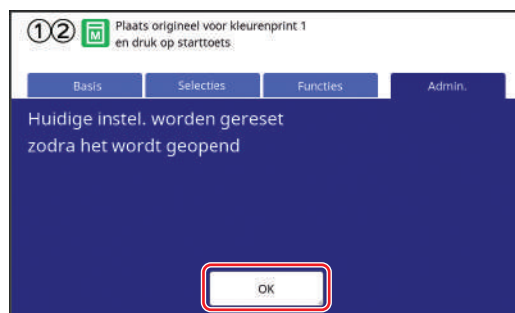 ①② M Plaats origineel voor kleurenprint 1
en druk op starttoets
Basis Selecties Functies Admin.
Huidige instel. worden gereset
zodra het wordt geopend
OK